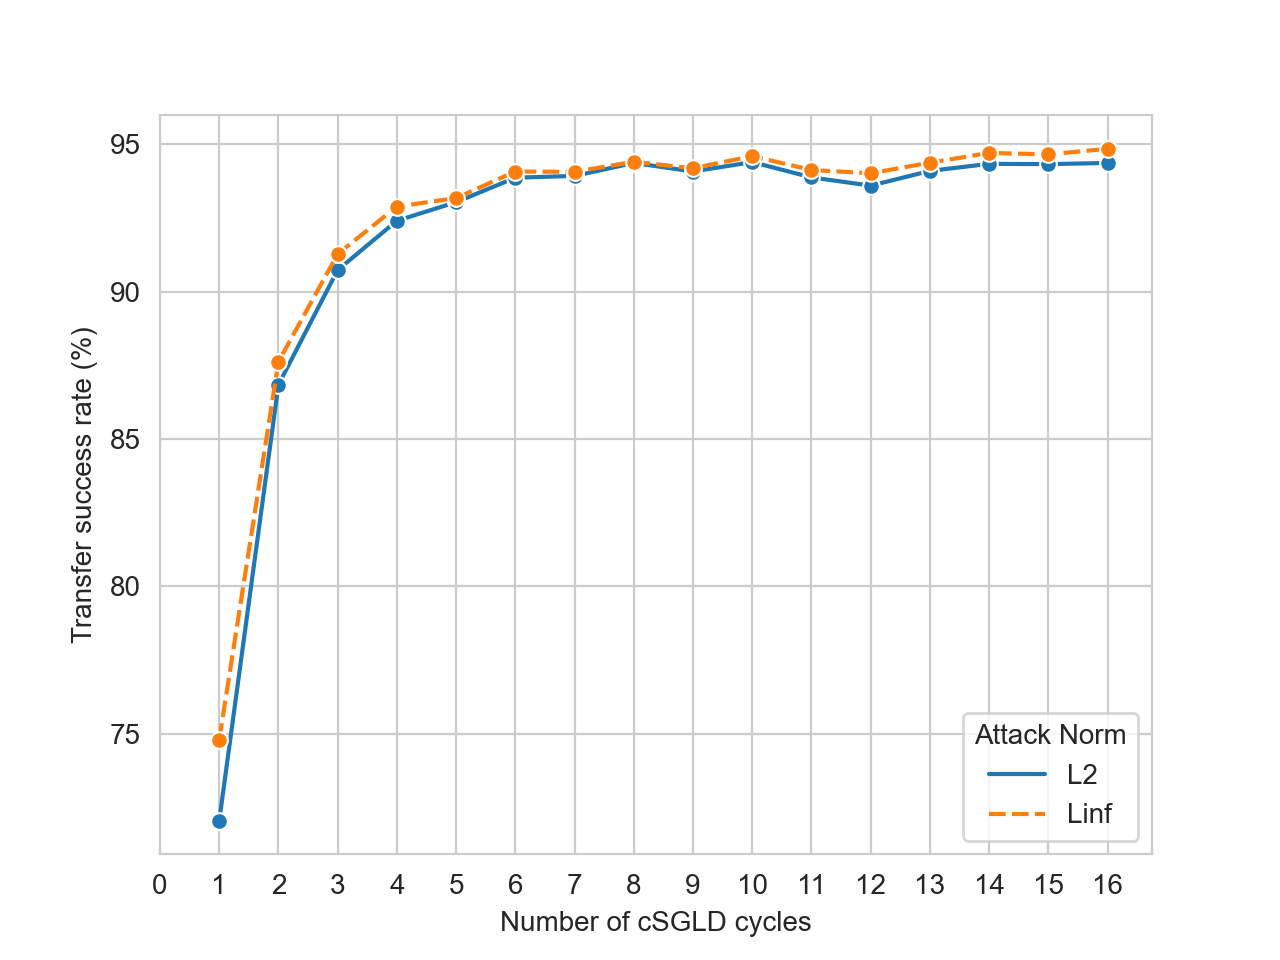 95
90
85
80
75
Transfer success rate (%)
Attack Norm
L2
Linf
0 1 2 3 4 5 6 7 8 9 10 11 12 13 14 15 16
Number of cSGLD cycles